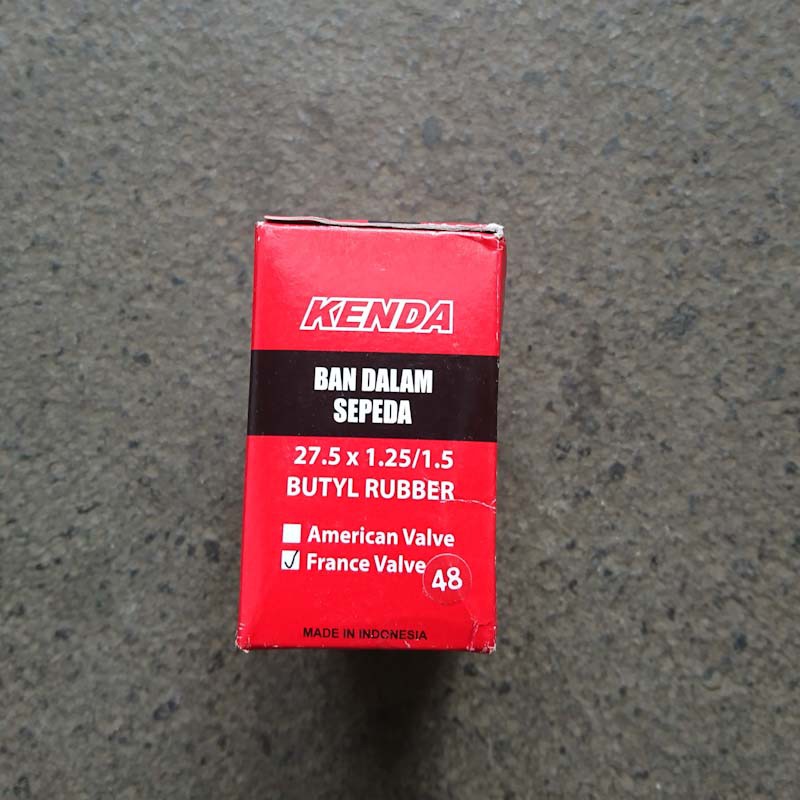 KENDA
BAN DALAM
SEPEDA
27.5 x 1.25/1.5
BUTYL RUBBER
American Valve
France Valve
48
MADE IN INDONESIA